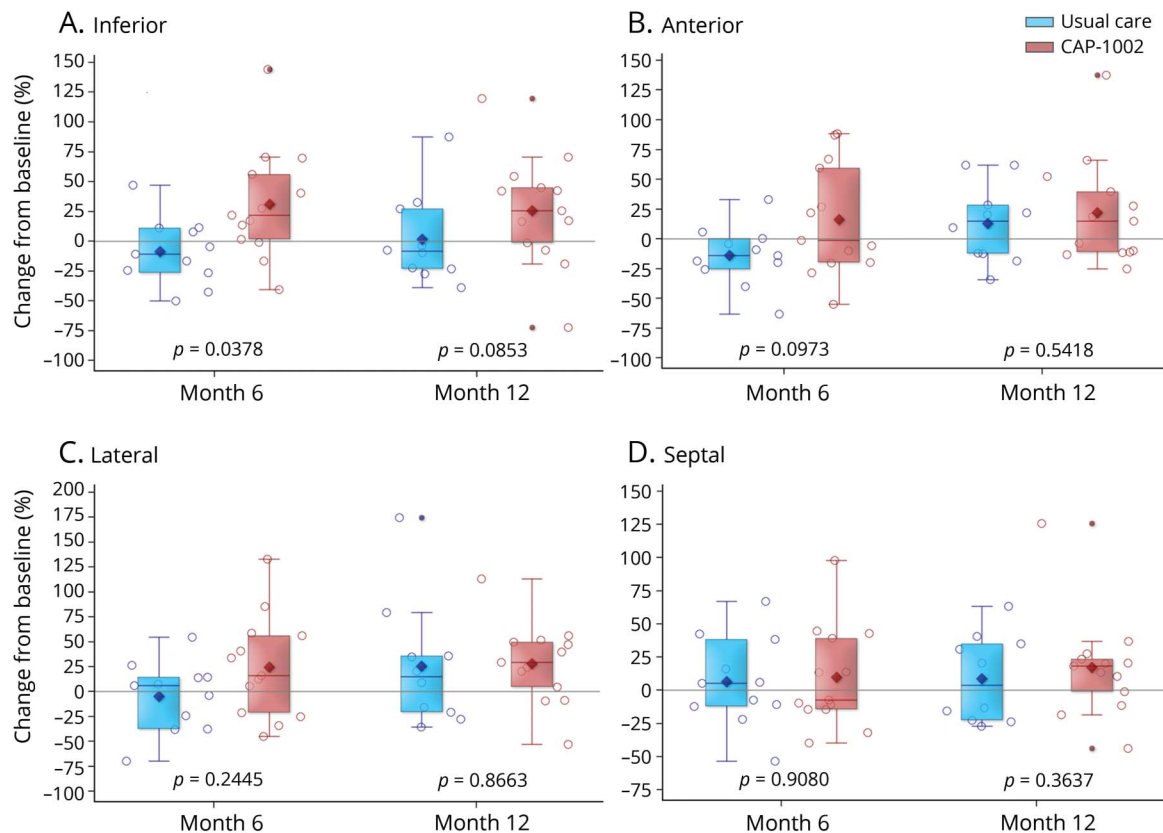 A. Inferior
Change from baseline (%)
150
125
100
75
50
25
0
–25
–50
–75
–100
p = 0.0378
p = 0.0853
Month 6
Month 12
B. Anterior
Usual care
CAP-1002
150
125
100
75
50
25
0
–25
–50
–75
–100
p = 0.0973
p = 0.5418
Month 6
Month 12
C. Lateral
Change from baseline (%)
200
175
150
125
100
75
50
25
0
–25
–50
–75
–100
p = 0.2445
p = 0.8663
Month 6
Month 12
D. Septal
150
125
100
75
50
25
0
–25
–50
–75
p = 0.9080
p = 0.3637
Month 6
Month 12